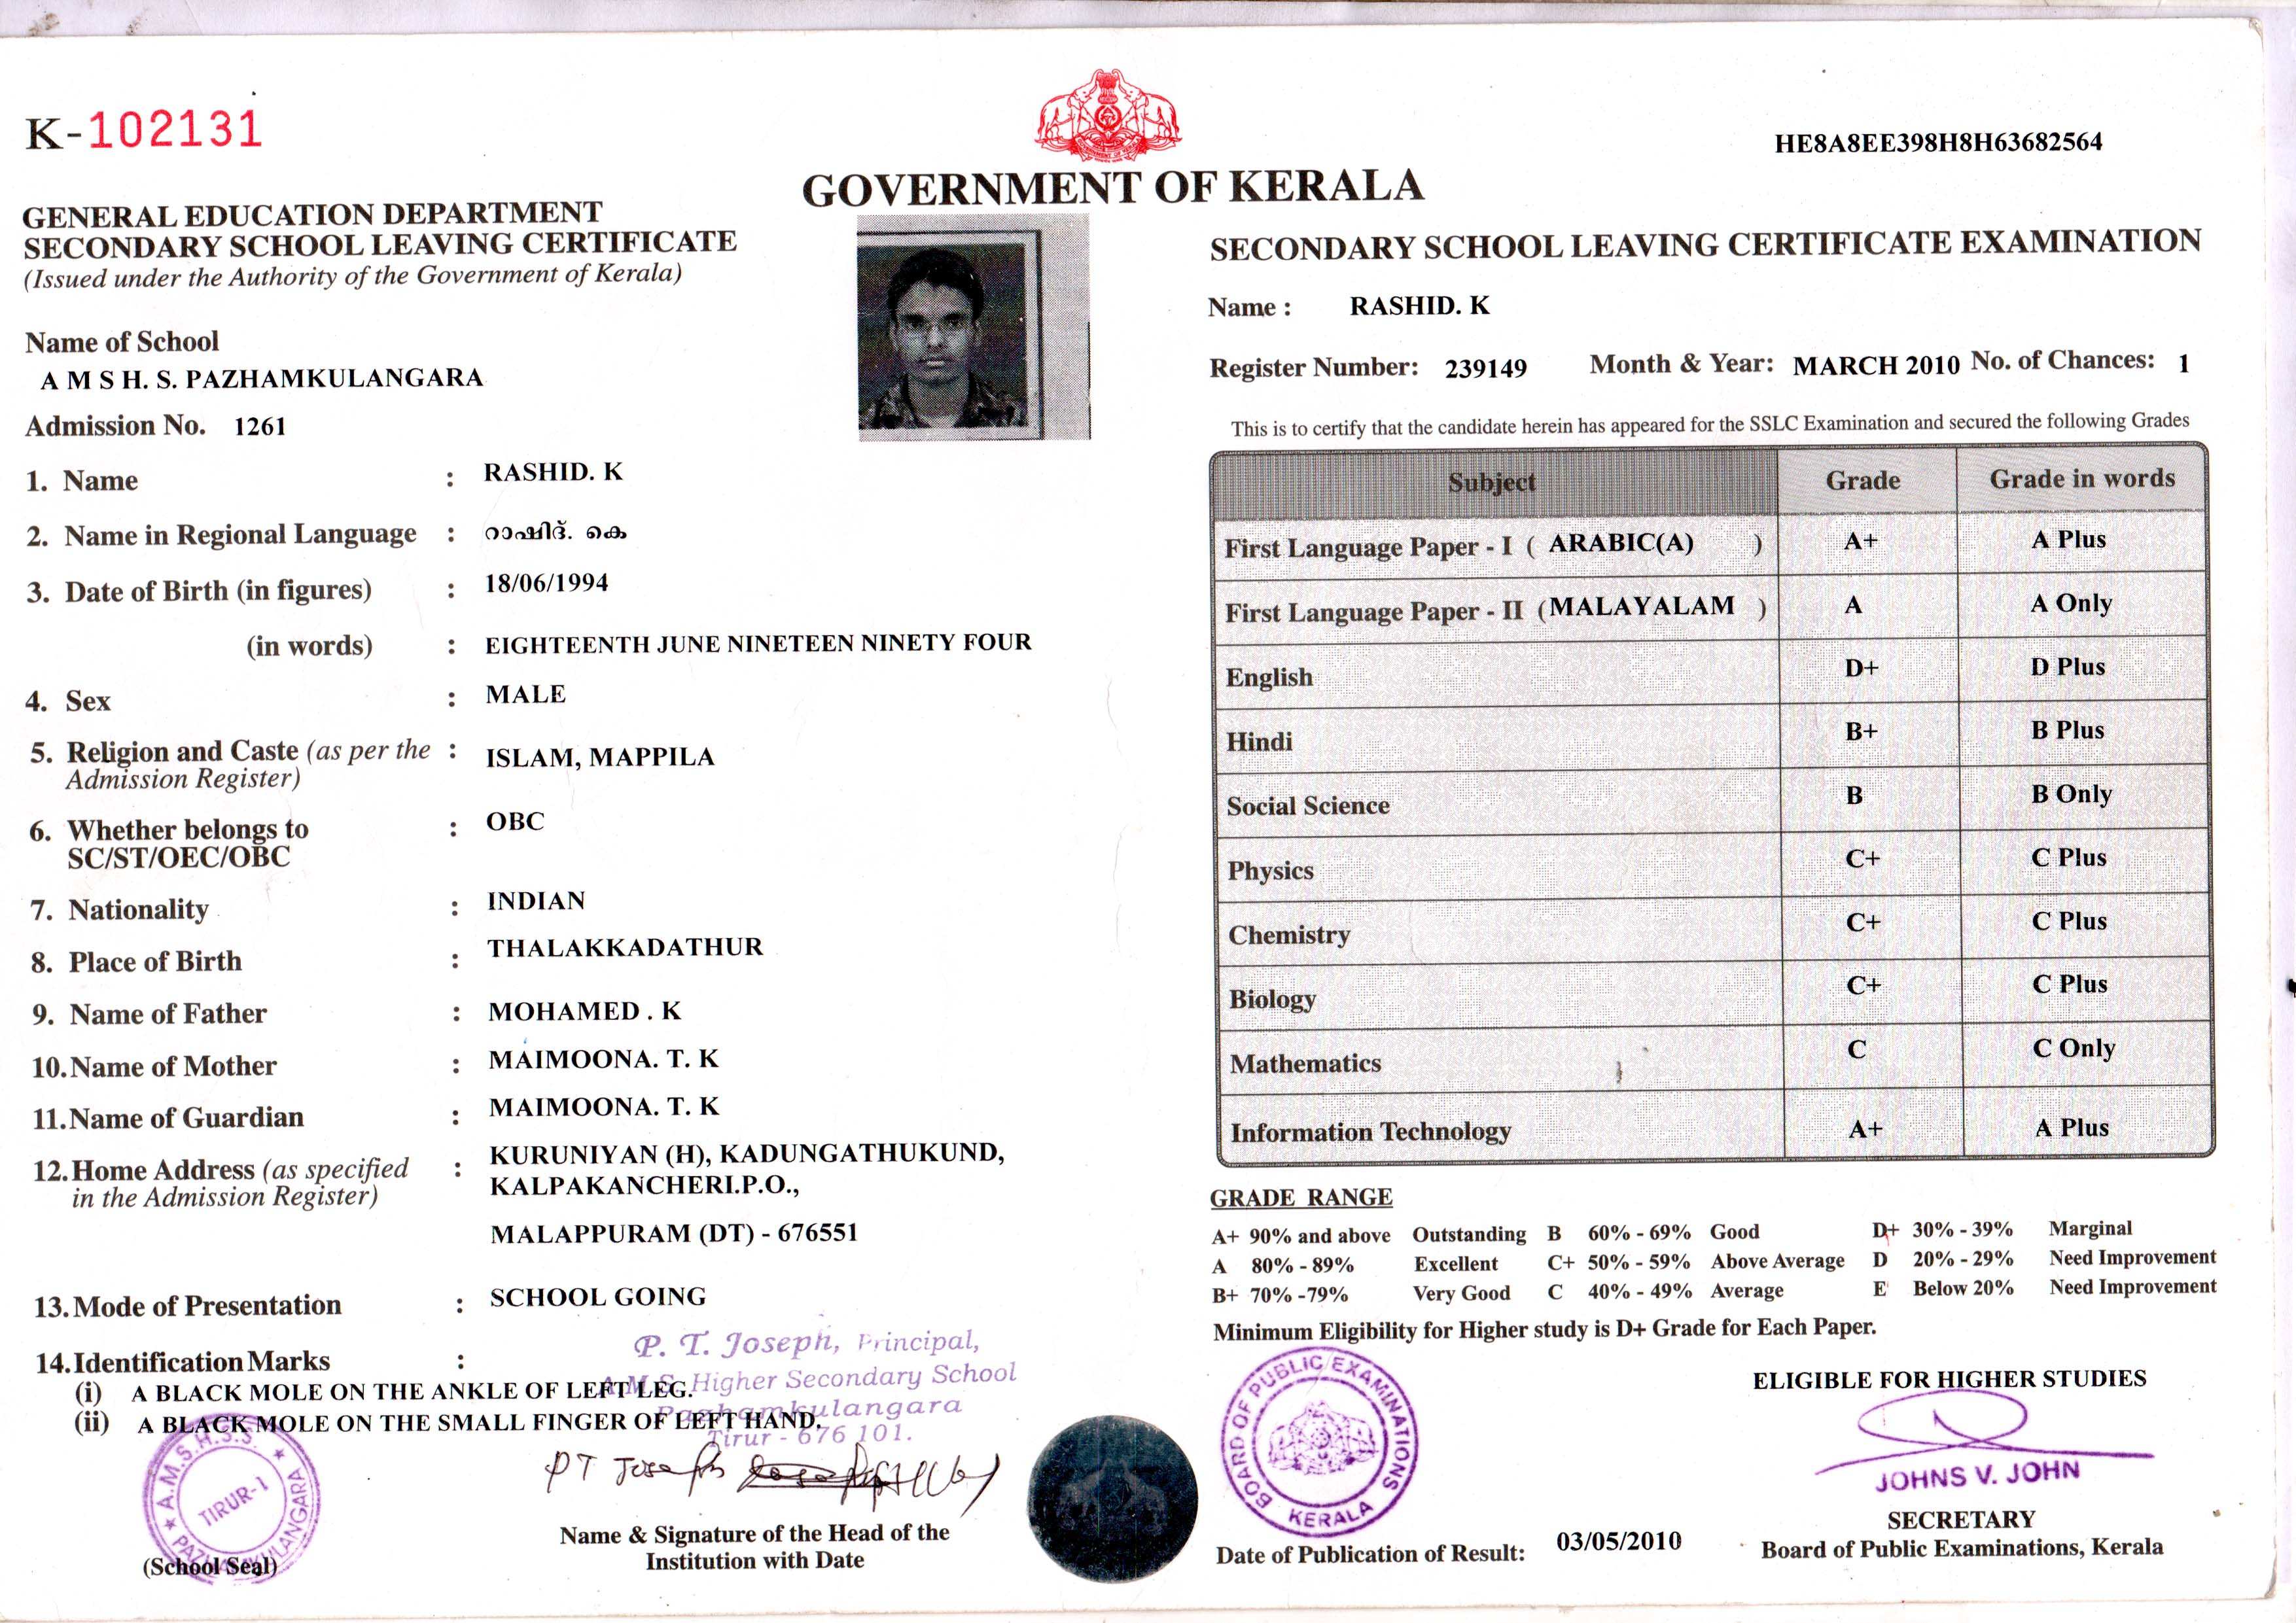 K-102131
HE8A8EE398H8H63682564
GOVERNMENT OF KERALA
GENERAL EDUCATION DEPARTMENT
SECONDARY SCHOOL LEAVING CERTIFICATE
(Issued under the Authority of the Government of Kerala)
Name of School
A M S H. S. PAZHAMKULANGARA
Admission No. 1261
1. Name : RASHID. K
2. Name in Regional Language : റാഷിദ്. കെ
3. Date of Birth (in figures) : 18/06/1994
(in words) : EIGHTEENTH JUNE NINETEEN NINETY FOUR
4. Sex : MALE
5. Religion and Caste (as per the : ISLAM, MAPPILA
Admission Register)
6. Whether belongs to : OBC
SC/ST/OEC/OBC
7. Nationality : INDIAN
8. Place of Birth : THALAKKADATHUR
9. Name of Father : MOHAMED . K
10. Name of Mother : MAIMOONA. T. K
11. Name of Guardian : MAIMOONA. T. K
12. Home Address (as specified : KURUNIYAN (H), KADUNGATHUKUND,
in the Admission Register) KALPAKANCHERI.P.O.,
MALAPPURAM (DT) - 676551
13. Mode of Presentation : SCHOOL GOING
14. Identification Marks :
(i) A BLACK MOLE ON THE ANKLE OF LEFT LEG.
(ii) A BLACK MOLE ON THE SMALL FINGER OF LEFT HAND.
P. T. Joseph, Principal,
A.M.S. Higher Secondary School
Pazhamkulangara
Tirur - 676 101.
PT Joseph
A.M.S.H.S.S. PAZHAMKULANGARA
TIRUR-1
(School Seal)
Name & Signature of the Head of the
Institution with Date
SECONDARY SCHOOL LEAVING CERTIFICATE EXAMINATION
Name : RASHID. K
Register Number: 239149 Month & Year: MARCH 2010 No. of Chances: 1
This is to certify that the candidate herein has appeared for the SSLC Examination and secured the following Grades
Subject Grade Grade in words
First Language Paper - I ( ARABIC(A) ) A+ A Plus
First Language Paper - II (MALAYALAM ) A A Only
English D+ D Plus
Hindi B+ B Plus
Social Science B B Only
Physics C+ C Plus
Chemistry C+ C Plus
Biology C+ C Plus
Mathematics C C Only
Information Technology A+ A Plus
GRADE RANGE
A+ 90% and above Outstanding B 60% - 69% Good D+ 30% - 39% Marginal
A 80% - 89% Excellent C+ 50% - 59% Above Average D 20% - 29% Need Improvement
B+ 70% -79% Very Good C 40% - 49% Average E Below 20% Need Improvement
Minimum Eligibility for Higher study is D+ Grade for Each Paper.
BOARD OF PUBLIC EXAMINATIONS
KERALA
ELIGIBLE FOR HIGHER STUDIES
JOHNS V. JOHN
SECRETARY
Board of Public Examinations, Kerala
Date of Publication of Result: 03/05/2010